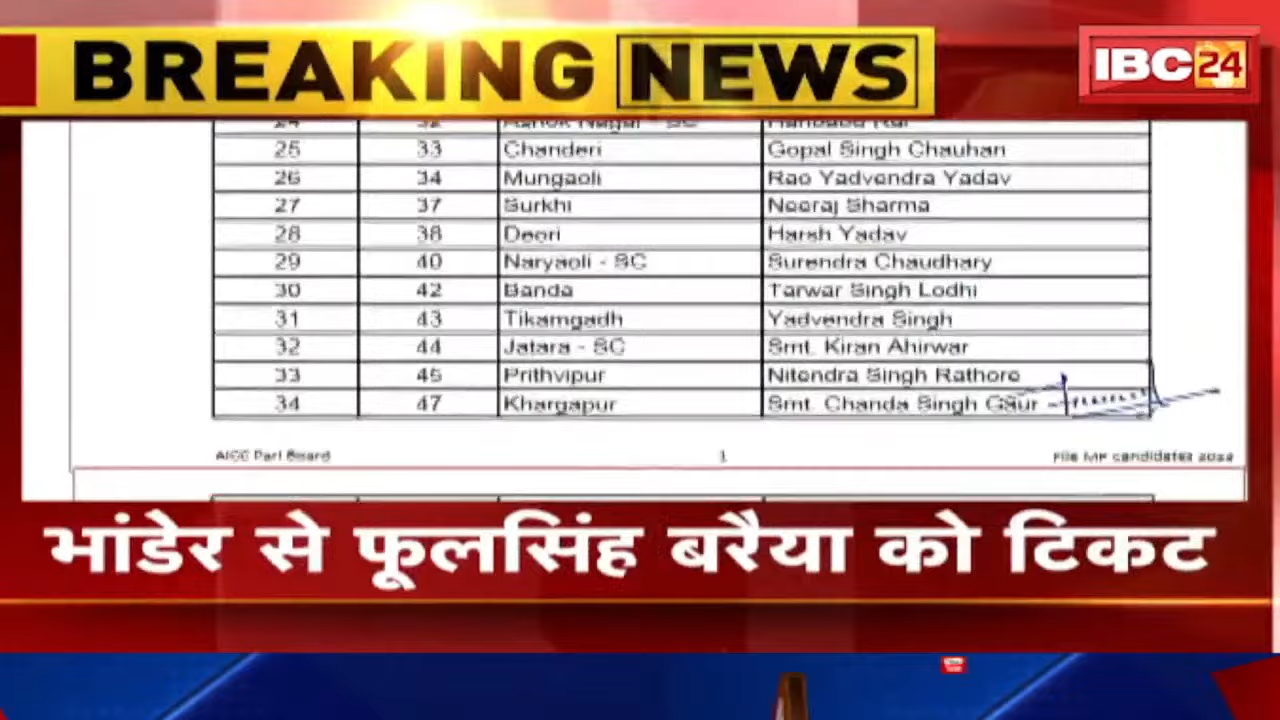 BREAKING NEWS
IBC24
25 33 Chanderi Gopal Singh Chauhan
26 34 Mungaoli Rao Yadvendra Yadav
27 37 Surkhi Neeraj Sharma
28 38 Deori Harsh Yadav
29 40 Naryaoli - SC Surendra Chaudhary
30 42 Banda Tarwar Singh Lodhi
31 43 Tikamgadh Yadvendra Singh
32 44 Jatara - SC Smt. Kiran Ahirwar
33 45 Prithvipur Nitendra Singh Rathore
34 47 Khargapur Smt. Chanda Singh Gaur
AICC Parl Board 1 File MP candidates
भांडेर से फूलसिंह बरैया को टिकट